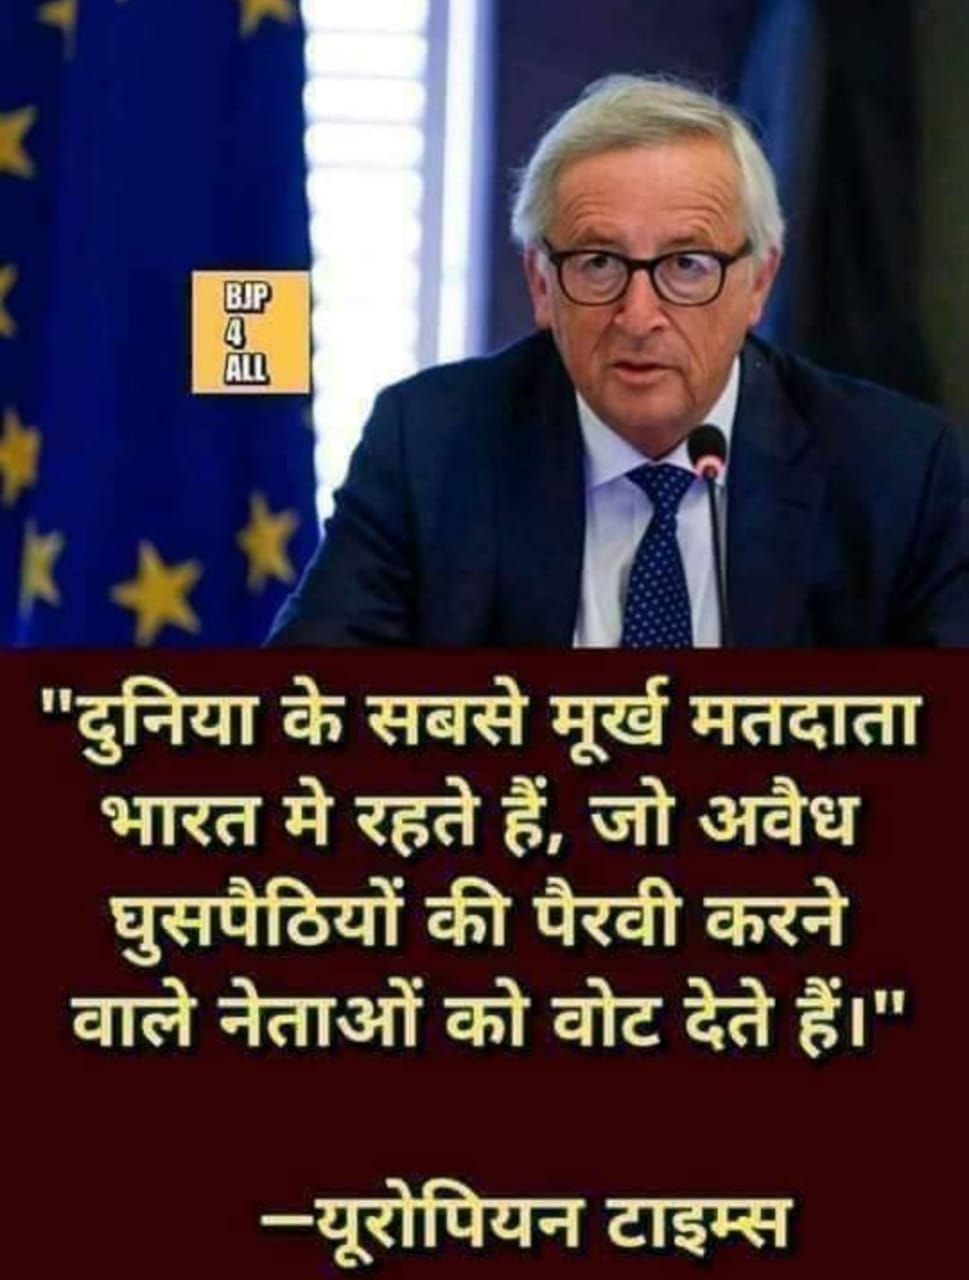 BJP
4
ALL
"दुनिया के सबसे मूर्ख मतदाता
भारत मे रहते हैं, जो अवैध
घुसपैठियों की पैरवी करने
वाले नेताओं को वोट देते हैं।"
—यूरोपियन टाइम्स